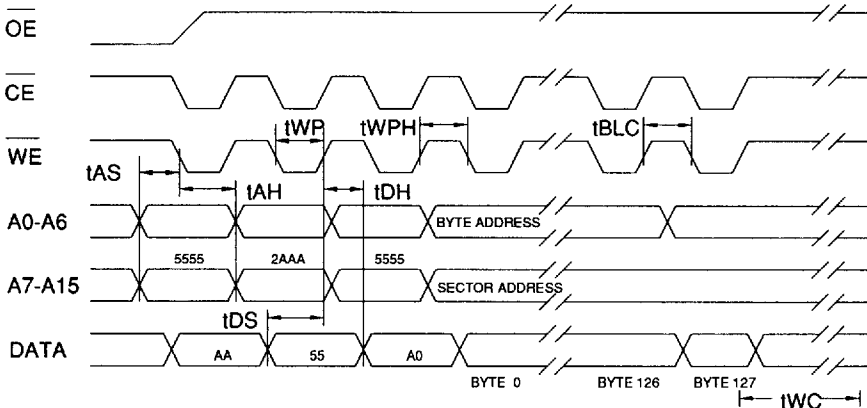 OE
CE
tWP tWPH tBLC
WE
tAS
tAH tDH
A0-A6 BYTE ADDRESS
5555 2AAA 5555
A7-A15 SECTOR ADDRESS
tDS
DATA AA 55 A0
BYTE 0 BYTE 126 BYTE 127
tWC